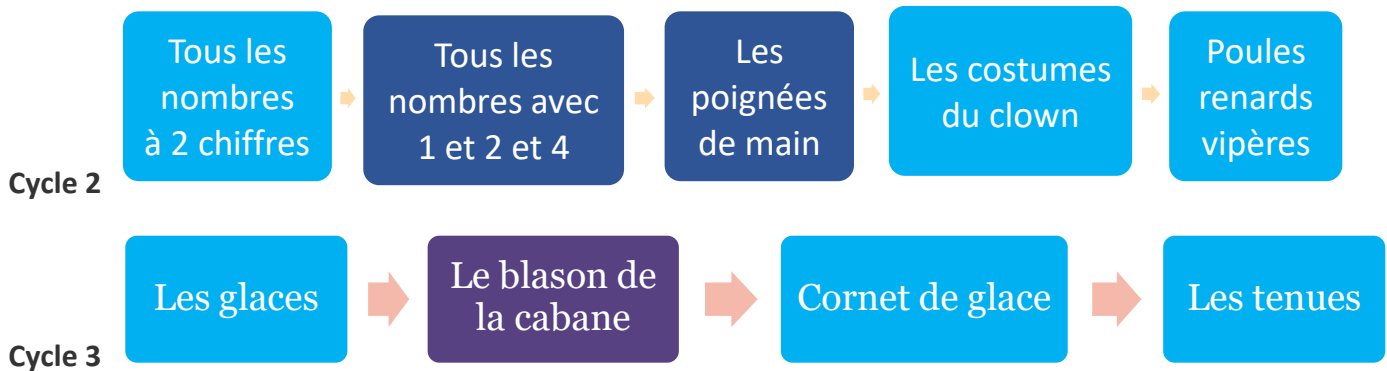 Tous les
nombres
à 2 chiffres
Tous les
nombres avec
1 et 2 et 4
Les
poignées
de main
Les costumes
du clown
Poules
renards
vipères
Cycle 2
Les glaces
Le blason de
la cabane
Cornet de glace
Les tenues
Cycle 3